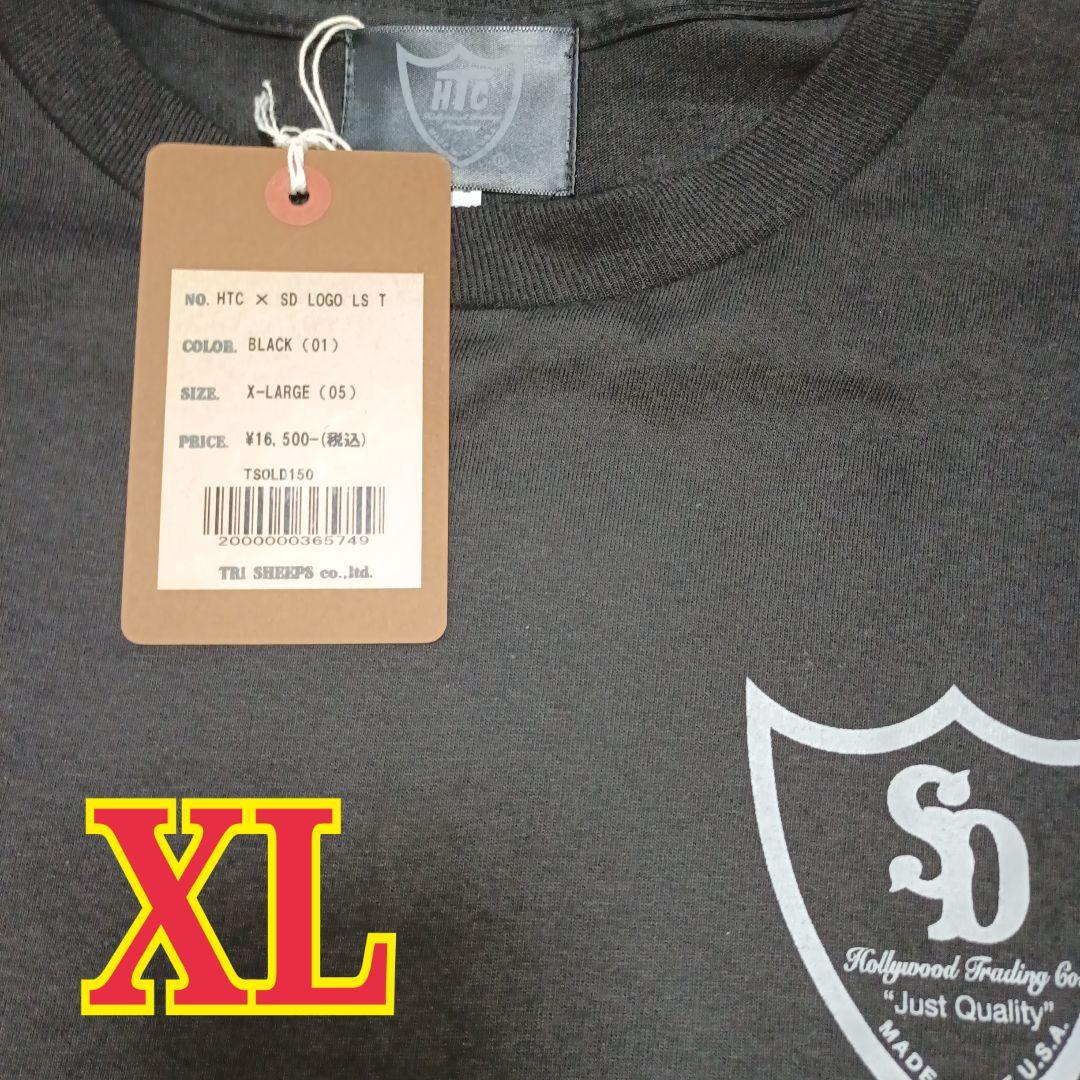 HTC
NO. HTC × SD LOGO LS T
COLOR. BLACK (01)
SIZE. X-LARGE (05)
PRICE. ¥16,500-(税込)
TSOLD150
2000000365749
TRI SHEEPS co.,ltd.
XL
SD
Hollywood Trading Co.
"Just Quality"
MADE U.S.A.